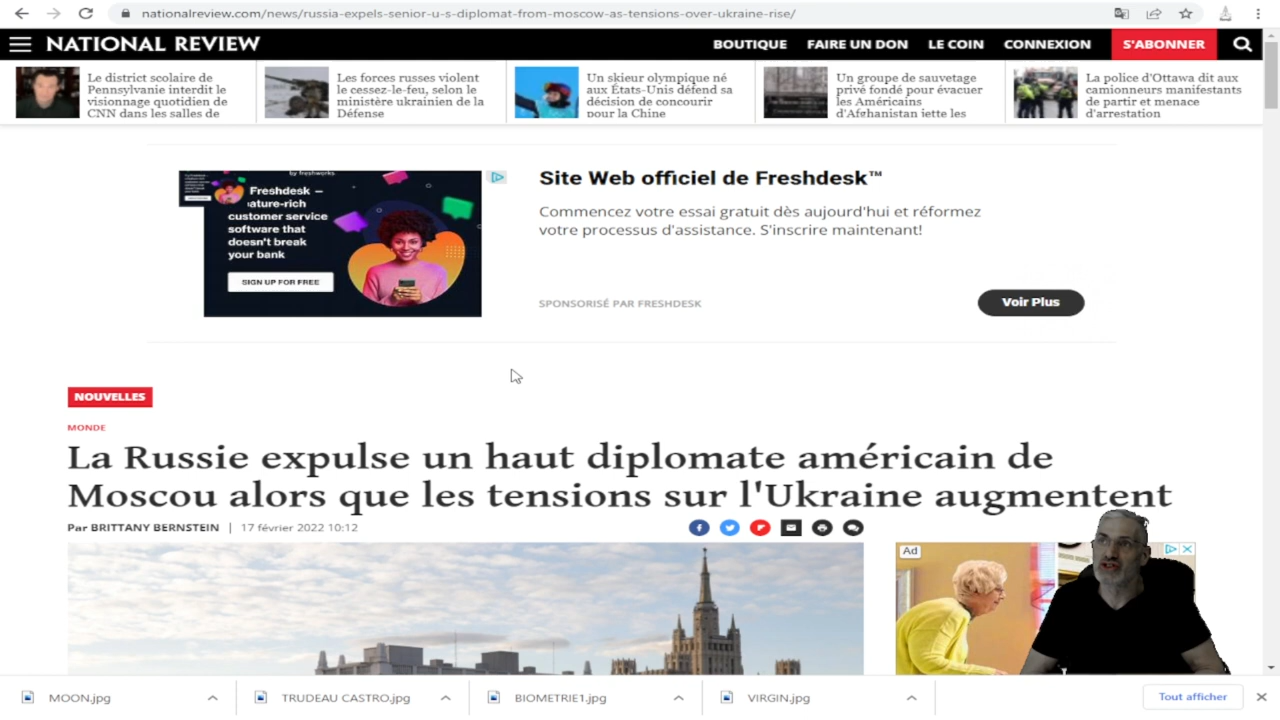 nationalreview.com/news/russia-expels-senior-u-s-diplomat-from-moscow-as-tensions-over-ukraine-rise/
NATIONAL REVIEW
BOUTIQUE FAIRE UN DON LE COIN CONNEXION S'ABONNER
Le district scolaire de
Pennsylvanie interdit le
visionnage quotidien de
CNN dans les salles de
Les forces russes violent
le cessez-le-feu, selon le
ministère ukrainien de la
Défense
Un skieur olympique né
aux États-Unis défend sa
décision de concourir
pour la Chine
Un groupe de sauvetage
privé fondé pour évacuer
les Américains
d'Afghanistan jette les
La police d'Ottawa dit aux
camionneurs manifestants
de partir et menace
d'arrestation
by freshworks
Freshdesk –
ature-rich
customer service
software that
doesn't break
your bank
SIGN UP FOR FREE
Site Web officiel de Freshdesk™
Commencez votre essai gratuit dès aujourd'hui et réformez
votre processus d'assistance. S'inscrire maintenant!
SPONSORISÉ PAR FRESHDESK
Voir Plus
NOUVELLES
MONDE
La Russie expulse un haut diplomate américain de
Moscou alors que les tensions sur l'Ukraine augmentent
Par BRITTANY BERNSTEIN | 17 février 2022 10:12
Ad
MOON.jpg
TRUDEAU CASTRO.jpg
BIOMETRIE1.jpg
VIRGIN.jpg
Tout afficher